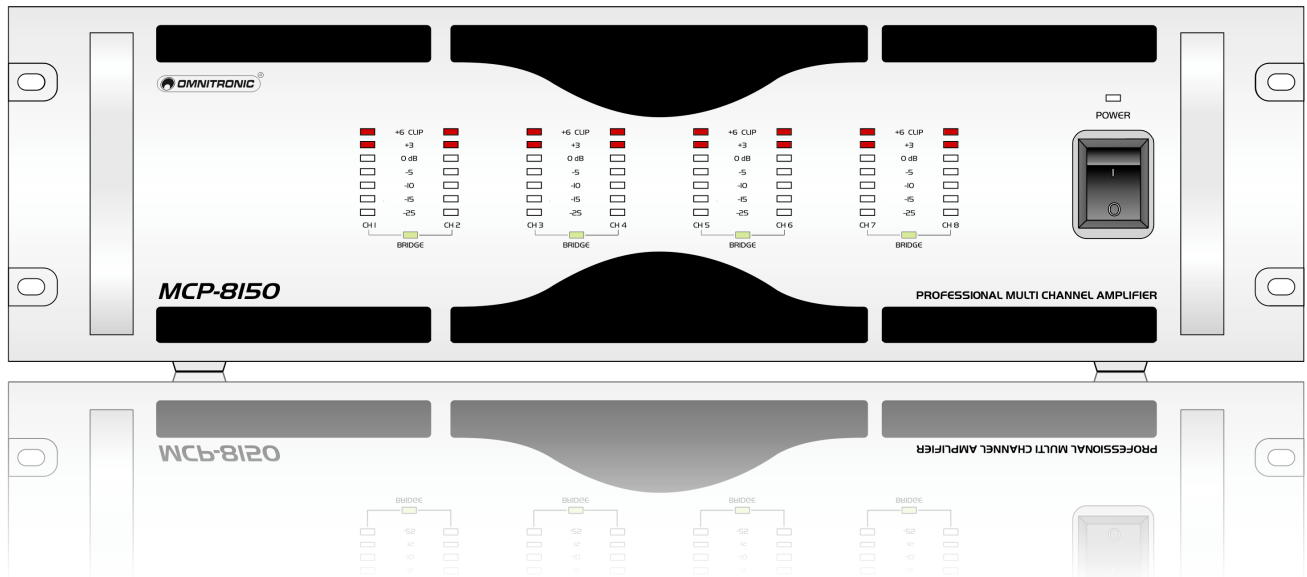 OMNITRONIC®
POWER
+6 CLIP +6 CLIP +6 CLIP +6 CLIP
+3 +3 +3 +3
0 dB 0 dB 0 dB 0 dB
-5 -5 -5 -5
-10 -10 -10 -10
-15 -15 -15 -15
-25 -25 -25 -25
CH 1 CH 2 CH 3 CH 4 CH 5 CH 6 CH 7 CH 8
BRIDGE BRIDGE BRIDGE BRIDGE
MCP-8150
PROFESSIONAL MULTI CHANNEL AMPLIFIER